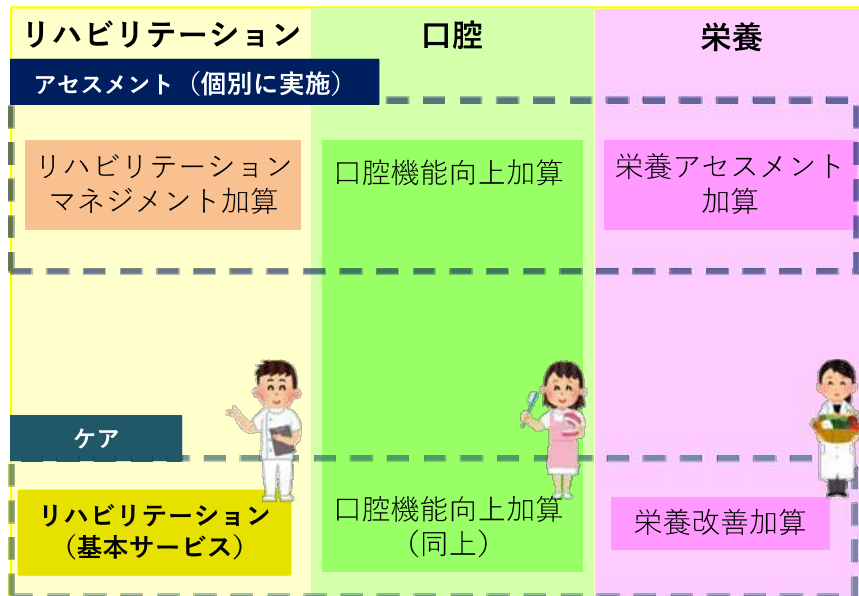 リハビリテーション
口腔
栄養
アセスメント（個別に実施）
リハビリテーション
マネジメント加算
口腔機能向上加算
栄養アセスメント
加算
ケア
リハビリテーション
（基本サービス）
口腔機能向上加算
（同上）
栄養改善加算